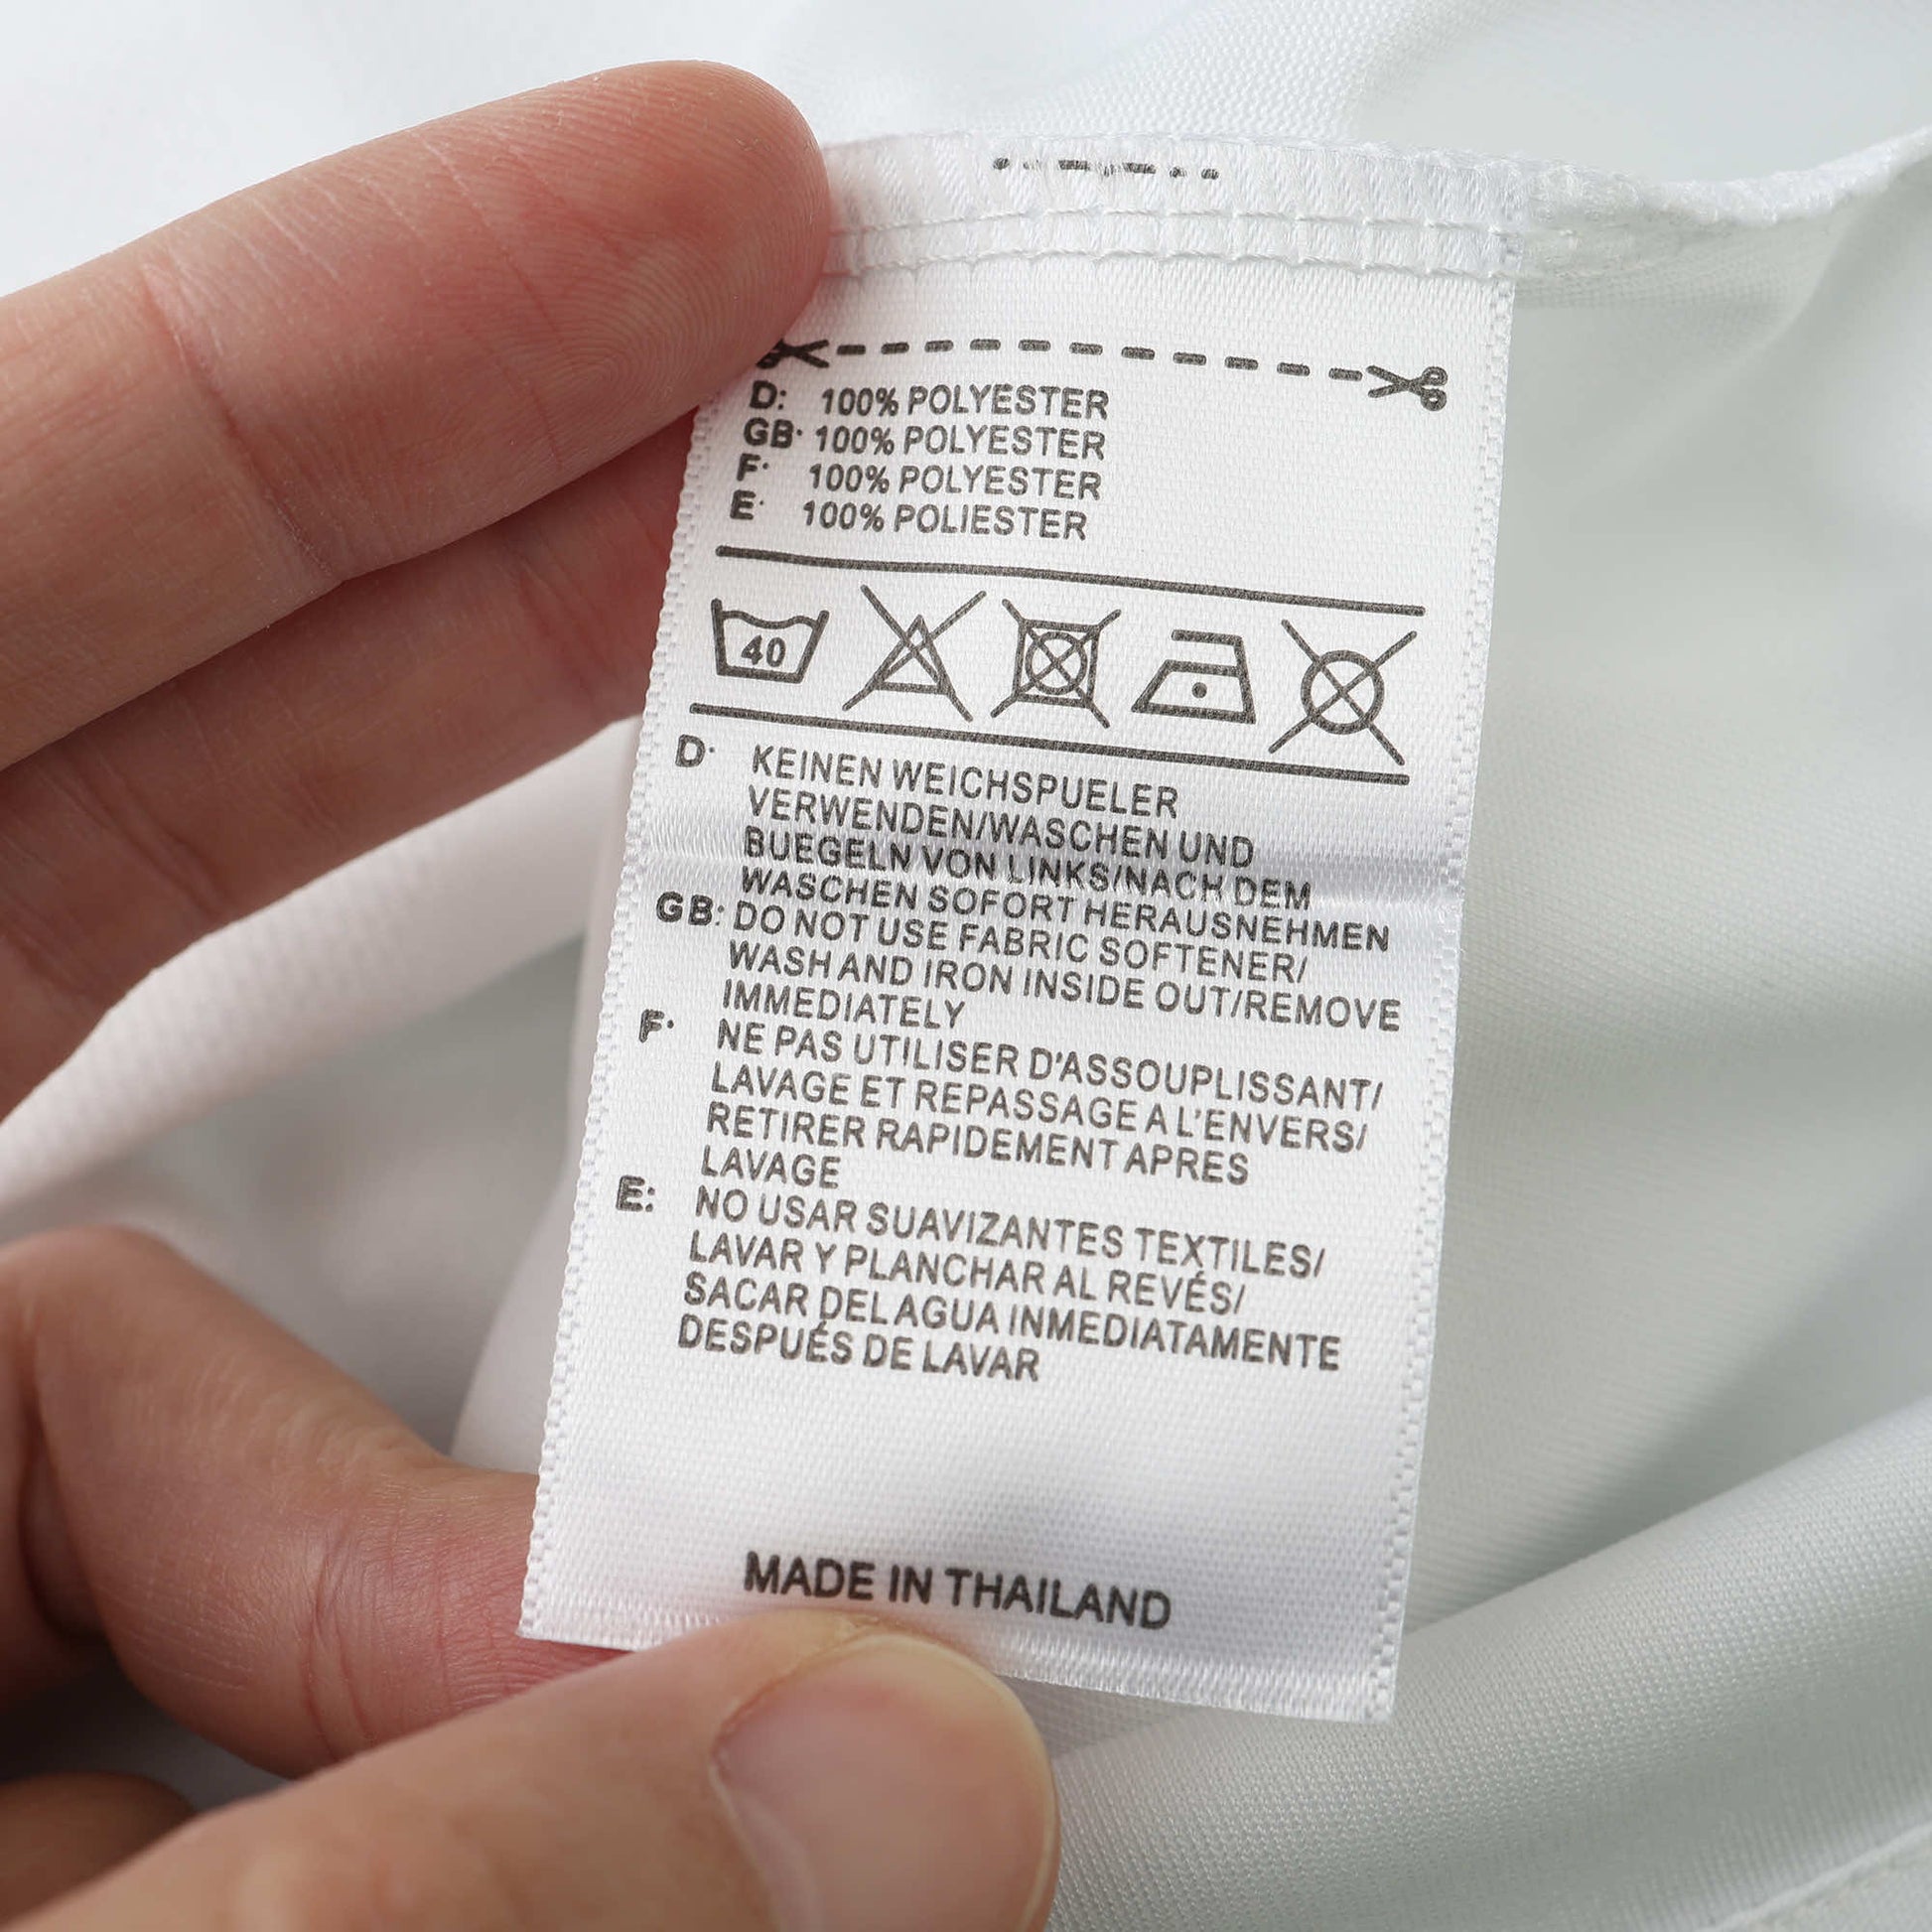 D: 100% POLYESTER
GB: 100% POLYESTER
F: 100% POLYESTER
E: 100% POLIESTER
40
D: KEINEN WEICHSPUELER
VERWENDEN/WASCHEN UND
BUEGELN VON LINKS/NACH DEM
WASCHEN SOFORT HERAUSNEHMEN
GB: DO NOT USE FABRIC SOFTENER/
WASH AND IRON INSIDE OUT/REMOVE
IMMEDIATELY
F: NE PAS UTILISER D'ASSOUPLISSANT/
LAVAGE ET REPASSAGE A L'ENVERS/
RETIRER RAPIDEMENT APRES
LAVAGE
E: NO USAR SUAVIZANTES TEXTILES/
LAVAR Y PLANCHAR AL REVÉS/
SACAR DEL AGUA INMEDIATAMENTE
DESPUÉS DE LAVAR
MADE IN THAILAND